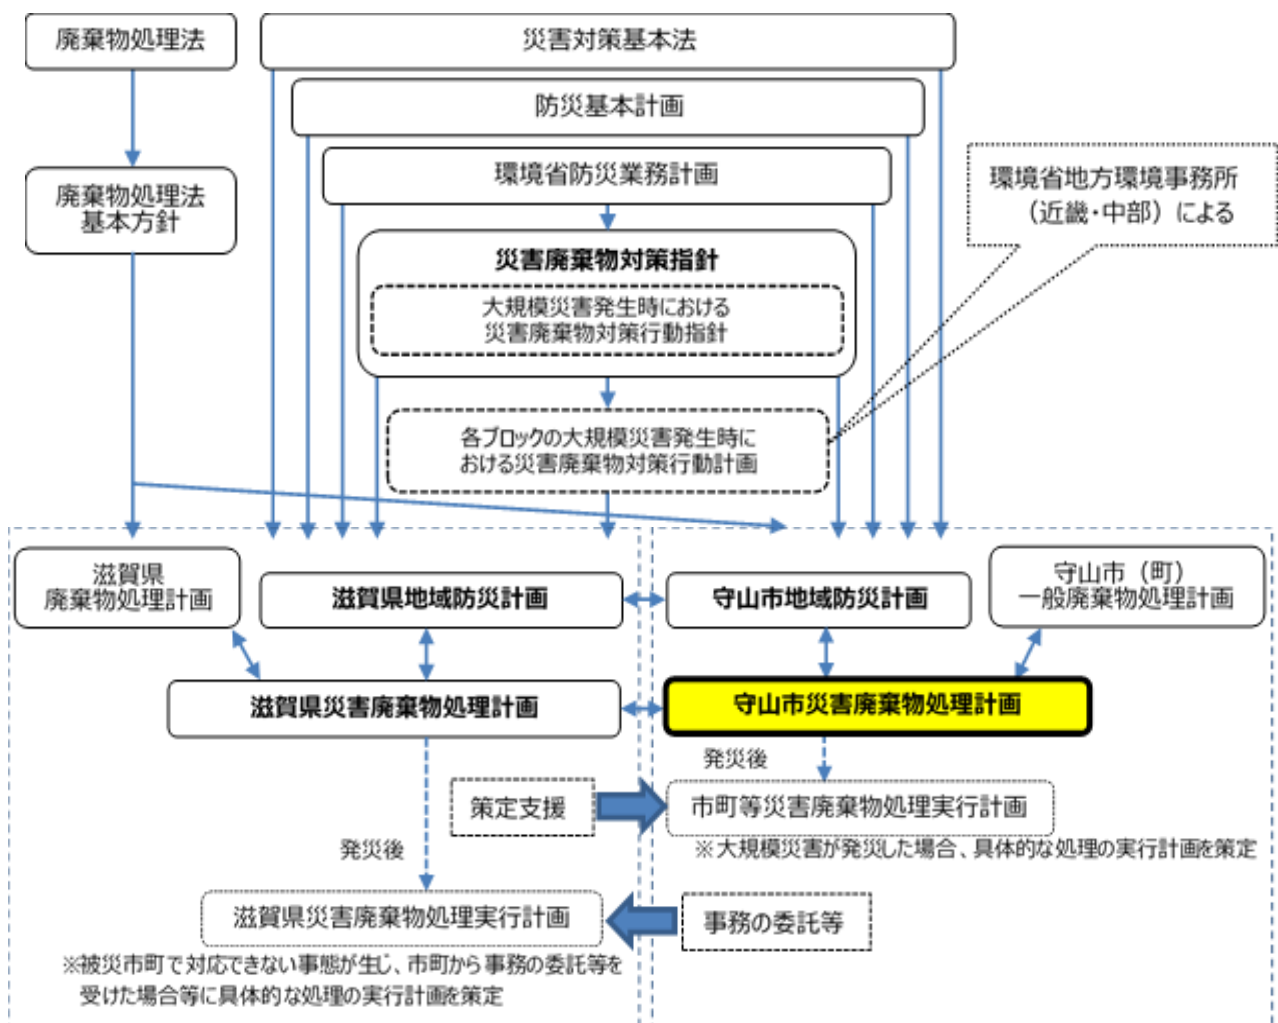 廃棄物処理法
災害対策基本法
防災基本計画
環境省防災業務計画
廃棄物処理法
基本方針
環境省地方環境事務所
（近畿・中部）による
災害廃棄物対策指針
大規模災害発生時における
災害廃棄物対策行動指針
各ブロックの大規模災害発生時に
おける災害廃棄物対策行動計画
滋賀県
廃棄物処理計画
滋賀県地域防災計画
守山市地域防災計画
守山市（町）
一般廃棄物処理計画
滋賀県災害廃棄物処理計画
守山市災害廃棄物処理計画
発災後
策定支援
市町等災害廃棄物処理実行計画
※大規模災害が発災した場合、具体的な処理の実行計画を策定
発災後
滋賀県災害廃棄物処理実行計画
事務の委託等
※被災市町で対応できない事態が生じ、市町から事務の委託等を
受けた場合等に具体的な処理の実行計画を策定